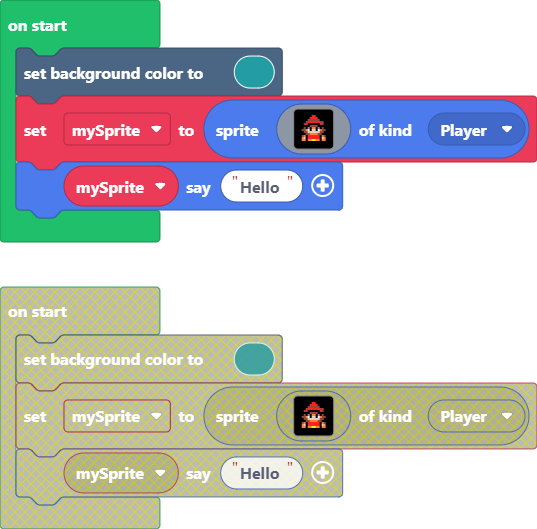 on start
set background color to
set mySprite to sprite of kind Player
mySprite say "Hello "
on start
set background color to
set mySprite to sprite of kind Player
mySprite say "Hello "